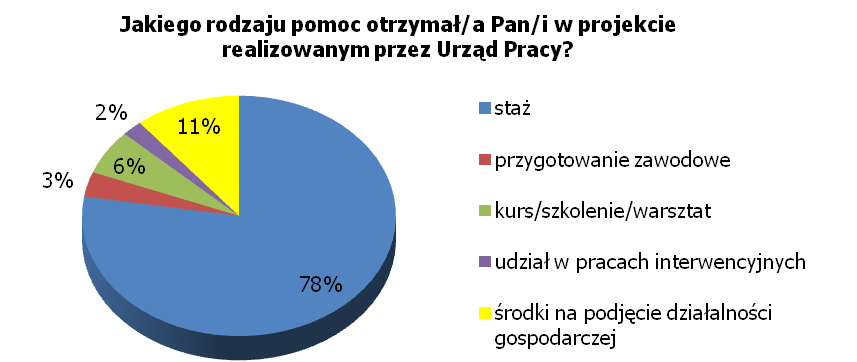 Jakiego rodzaju pomoc otrzymał/a Pan/i w projekcie
realizowanym przez Urząd Pracy?
2%
11%
6%
3%
78%
staż
przygotowanie zawodowe
kurs/szkolenie/warsztat
udział w pracach interwencyjnych
środki na podjęcie działalności
gospodarczej